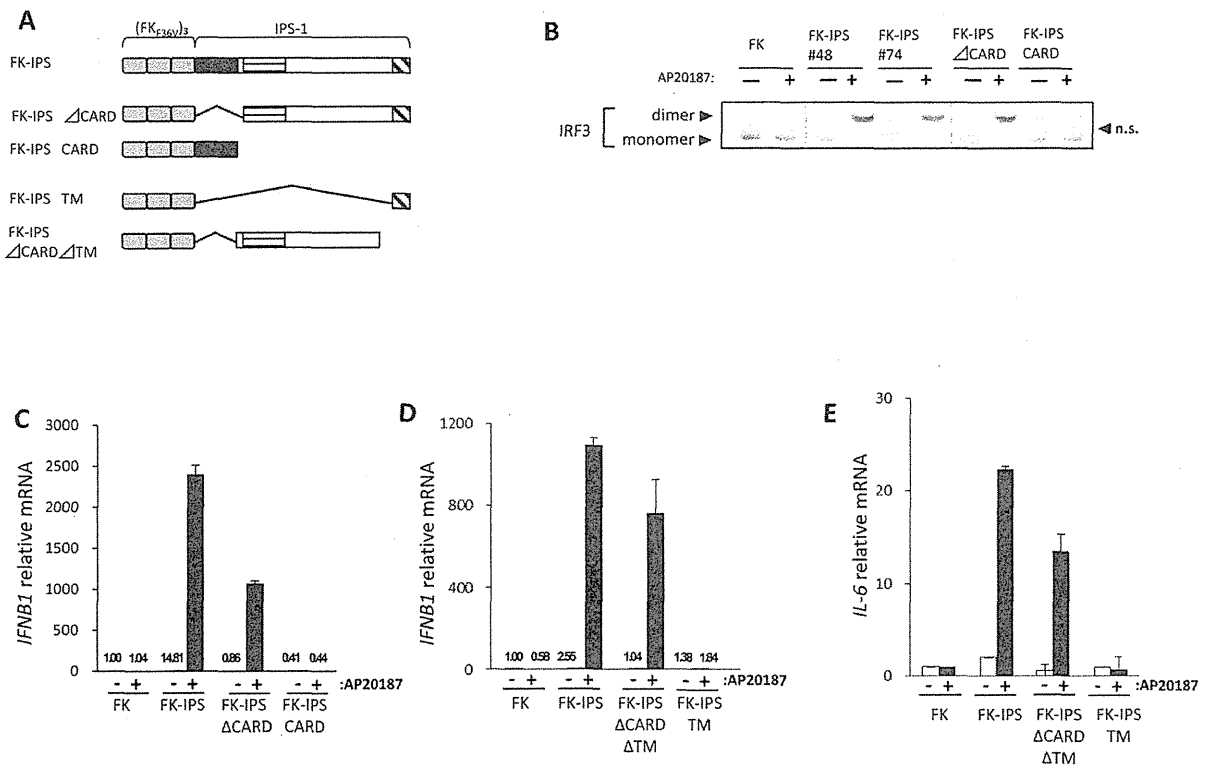 A
(FK_F36V)3
IPS-1
FK-IPS
FK-IPS ⊿CARD
FK-IPS CARD
FK-IPS TM
FK-IPS
⊿CARD⊿TM
B
FK
FK-IPS
#48
FK-IPS
#74
FK-IPS
⊿CARD
FK-IPS
CARD
AP20187: — + — + — + — + — +
IRF3
dimer
monomer
n.s.
C
IFNB1 relative mRNA
3000
2500
2000
1500
1000
500
0
1.00 1.04 14.81 0.86 0.41 0.44
- + - + - + - + :AP20187
FK FK-IPS FK-IPS FK-IPS
ΔCARD CARD
D
IFNB1 relative mRNA
1200
800
400
0
1.00 0.58 2.55 1.04 1.38 1.84
- + - + - + - + :AP20187
FK FK-IPS FK-IPS FK-IPS
ΔCARD TM
ΔTM
E
IL-6 relative mRNA
30
20
10
0
- + - + - + - + :AP20187
FK FK-IPS FK-IPS FK-IPS
ΔCARD TM
ΔTM